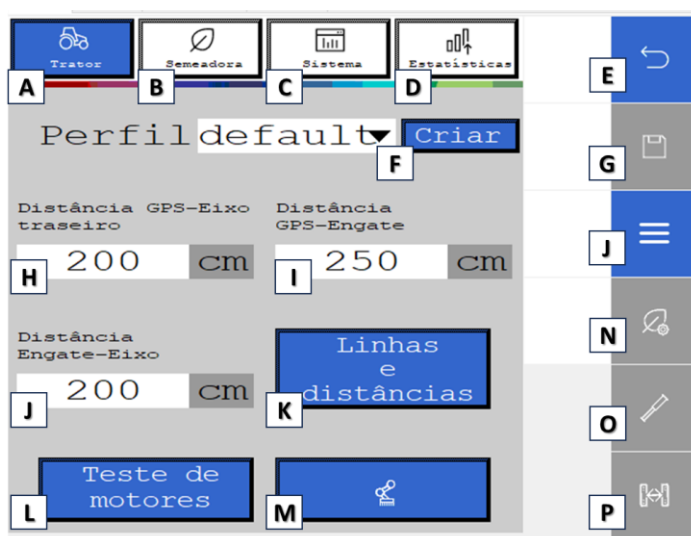 Trator
Semeadora
Sistema
Estatísticas
A
B
C
D
E
Perfil default Criar
F
G
Distância GPS-Eixo
traseiro
Distância
GPS-Engate
J
200 cm
250 cm
H
I
Distância
Engate-Eixo
Linhas
e
distâncias
N
200 cm
J
K
O
Teste de
motores
L
M
P